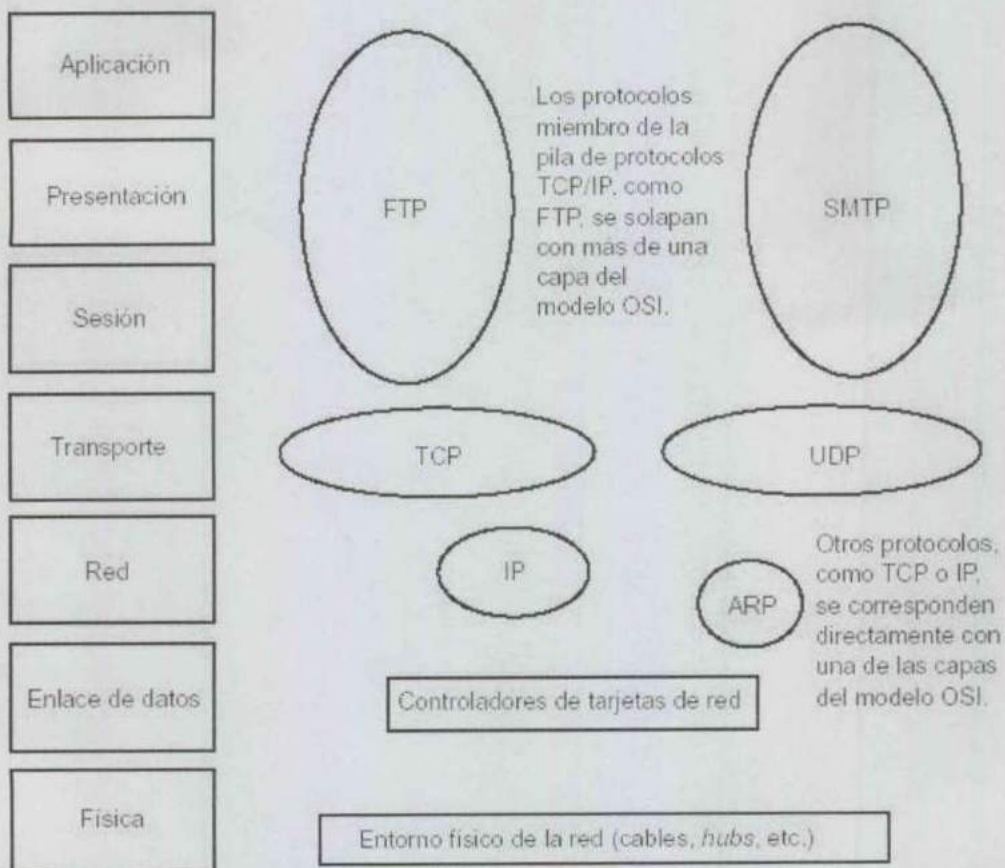 Aplicación
Presentación
Sesión
Transporte
Red
Enlace de datos
Física
FTP
Los protocolos
miembro de la
pila de protocolos
TCP/IP, como
FTP, se solapan
con más de una
capa del
modelo OSI.
SMTP
TCP
UDP
IP
ARP
Otros protocolos,
como TCP o IP,
se corresponden
directamente con
una de las capas
del modelo OSI.
Controladores de tarjetas de red
Entorno físico de la red (cables, hubs, etc.)